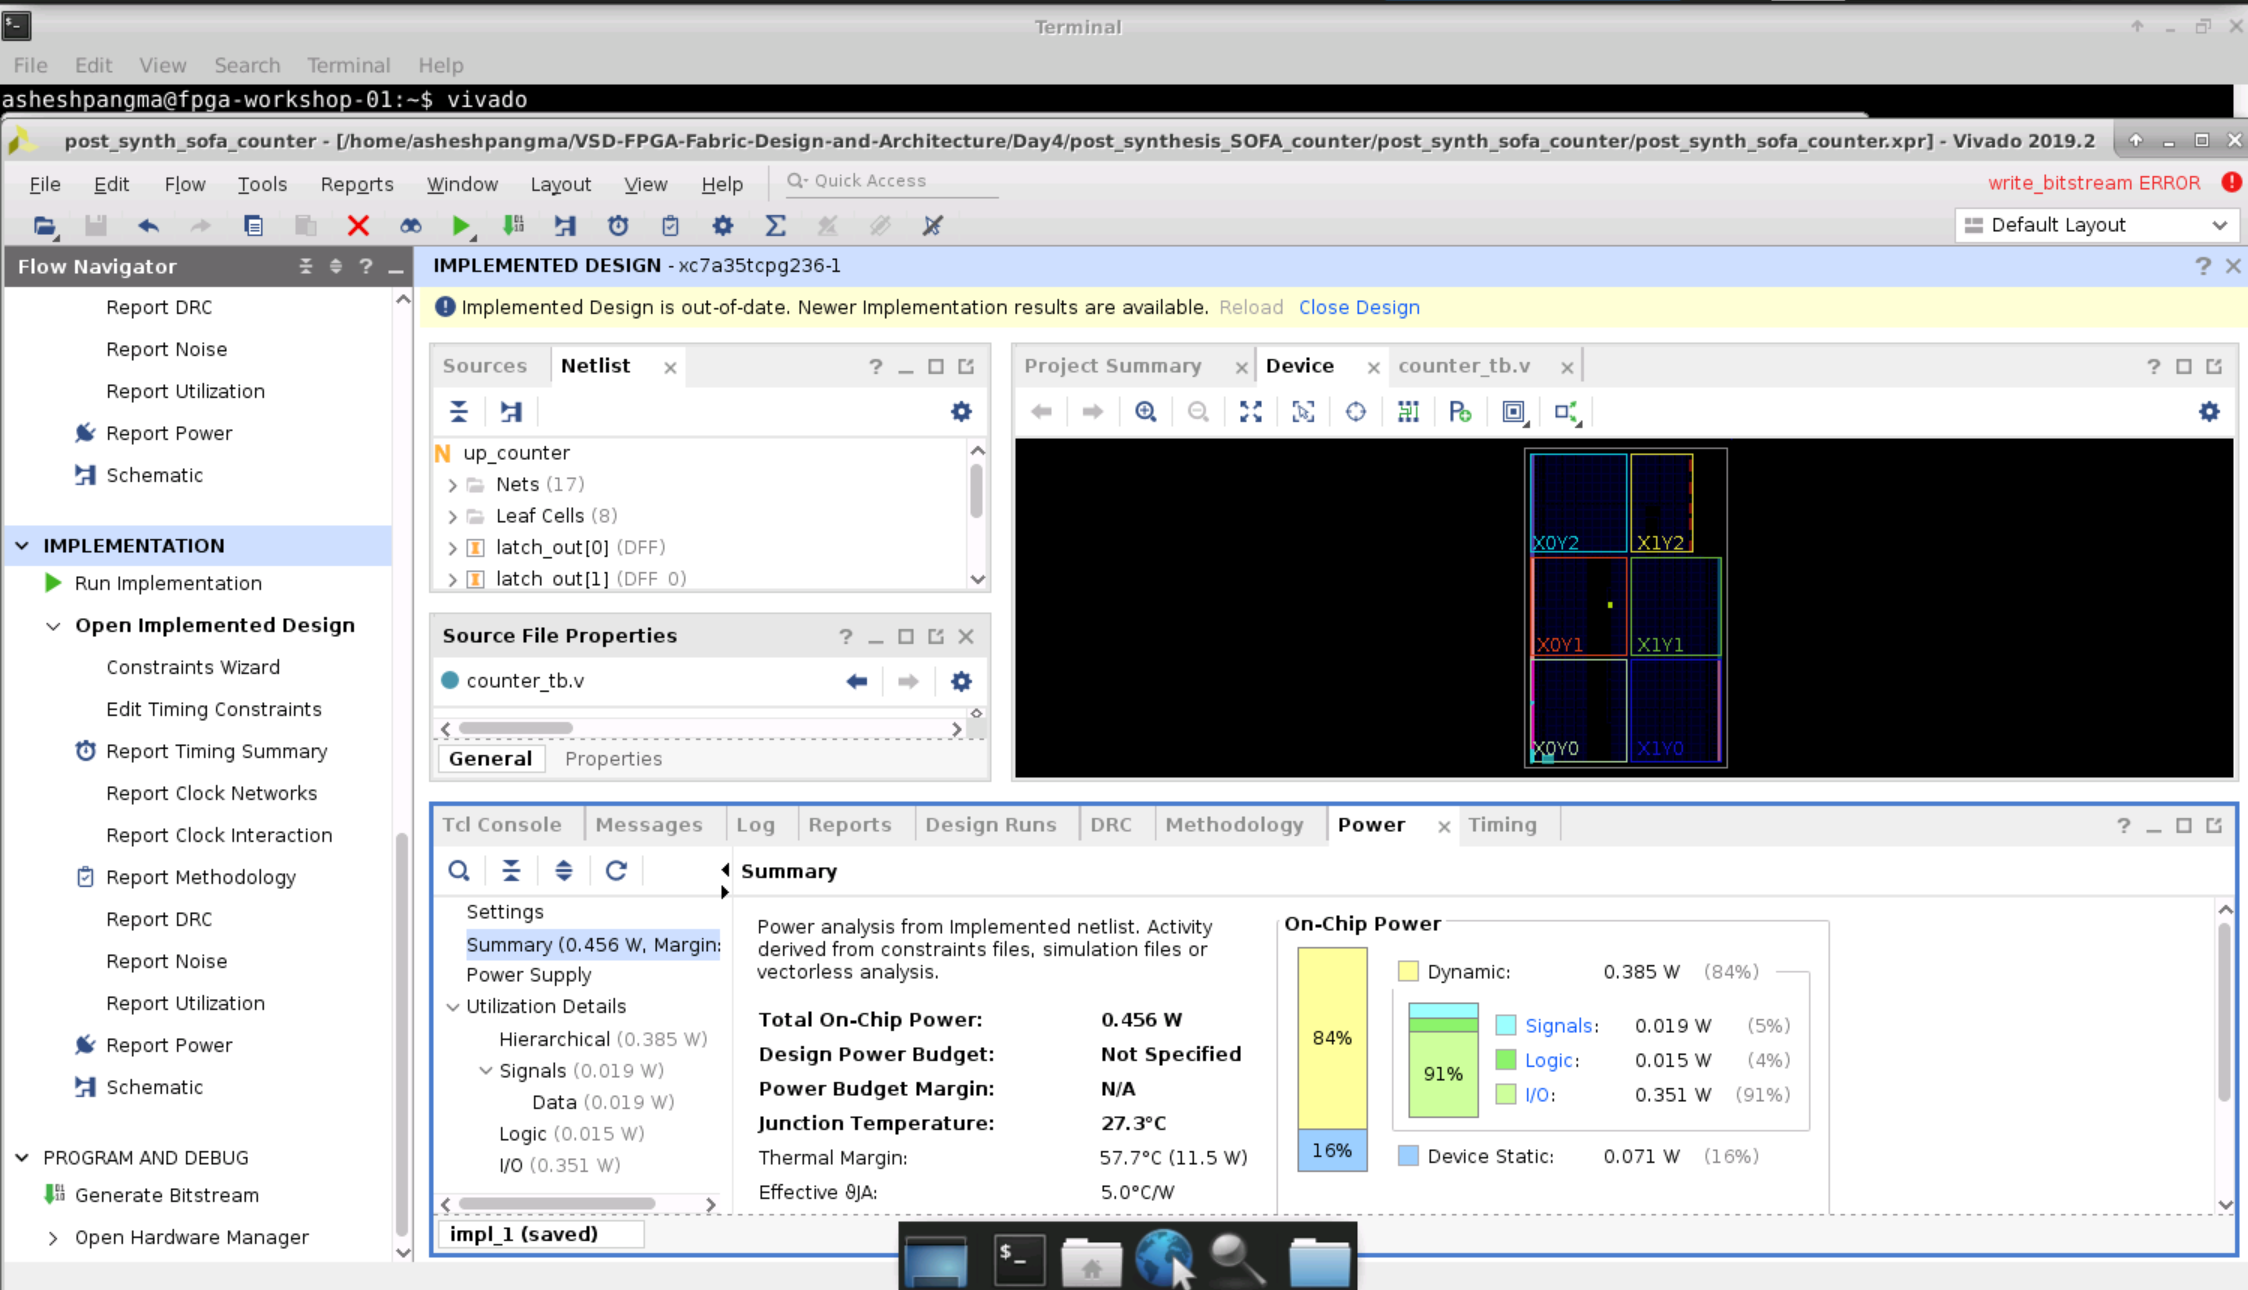 Terminal
File Edit View Search Terminal Help
asheshpangma@fpga-workshop-01:~$ vivado
post_synth_sofa_counter - [/home/asheshpangma/VSD-FPGA-Fabric-Design-and-Architecture/Day4/post_synthesis_SOFA_counter/post_synth_sofa_counter/post_synth_sofa_counter.xpr] - Vivado 2019.2
File Edit Flow Tools Reports Window Layout View Help Quick Access
write_bitstream ERROR
Default Layout
Flow Navigator
Report DRC
Report Noise
Report Utilization
Report Power
Schematic
IMPLEMENTATION
Run Implementation
Open Implemented Design
Constraints Wizard
Edit Timing Constraints
Report Timing Summary
Report Clock Networks
Report Clock Interaction
Report Methodology
Report DRC
Report Noise
Report Utilization
Report Power
Schematic
PROGRAM AND DEBUG
Generate Bitstream
Open Hardware Manager
IMPLEMENTED DESIGN - xc7a35tcpg236-1
Implemented Design is out-of-date. Newer Implementation results are available. Reload Close Design
Sources Netlist
up_counter
Nets (17)
Leaf Cells (8)
latch_out[0] (DFF)
latch_out[1] (DFF_0)
Source File Properties
counter_tb.v
General Properties
Project Summary Device counter_tb.v
X0Y2 X1Y2
X0Y1 X1Y1
X0Y0 X1Y0
Tcl Console Messages Log Reports Design Runs DRC Methodology Power Timing
Settings
Summary (0.456 W, Margin:
Power Supply
Utilization Details
Hierarchical (0.385 W)
Signals (0.019 W)
Data (0.019 W)
Logic (0.015 W)
I/O (0.351 W)
Summary
Power analysis from Implemented netlist. Activity
derived from constraints files, simulation files or
vectorless analysis.
Total On-Chip Power: 0.456 W
Design Power Budget: Not Specified
Power Budget Margin: N/A
Junction Temperature: 27.3°C
Thermal Margin: 57.7°C (11.5 W)
Effective ϑJA: 5.0°C/W
On-Chip Power
84%
16%
91%
Dynamic: 0.385 W (84%)
Signals: 0.019 W (5%)
Logic: 0.015 W (4%)
I/O: 0.351 W (91%)
Device Static: 0.071 W (16%)
impl_1 (saved)